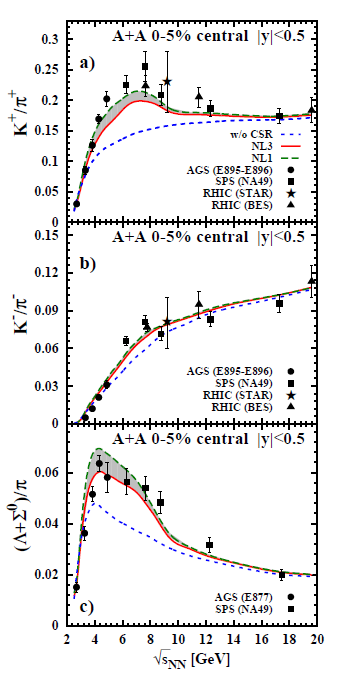 A+A 0-5% central |y|<0.5
a)
K⁺/π⁺
0.3
0.25
0.2
0.15
0.1
0.05
0
w/o CSR
NL3
NL1
AGS (E895-E896)
SPS (NA49)
RHIC (STAR)
RHIC (BES)
A+A 0-5% central |y|<0.5
b)
K⁻/π⁻
0.15
0.12
0.09
0.06
0.03
0
AGS (E895-E896)
SPS (NA49)
RHIC (STAR)
RHIC (BES)
A+A 0-5% central |y|<0.5
(Λ+Σ⁰)/π
0.06
0.04
0.02
0
c)
AGS (E877)
SPS (NA49)
2 4 6 8 10 12 14 16 18 20
√sNN [GeV]